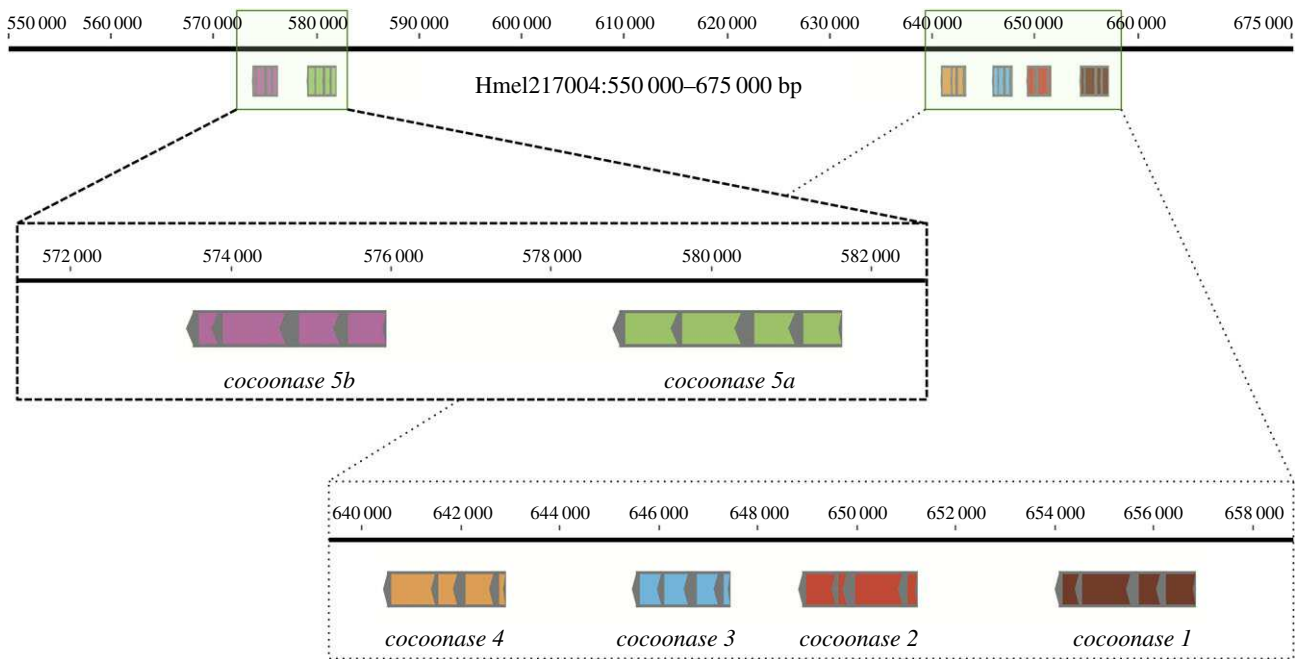 550 000 560 000 570 000 580 000 590 000 600 000 610 000 620 000 630 000 640 000 650 000 660 000 675 000
Hmel217004:550 000–675 000 bp
572 000 574 000 576 000 578 000 580 000 582 000
cocoonase 5b cocoonase 5a
640 000 642 000 644 000 646 000 648 000 650 000 652 000 654 000 656 000 658 000
cocoonase 4 cocoonase 3 cocoonase 2 cocoonase 1